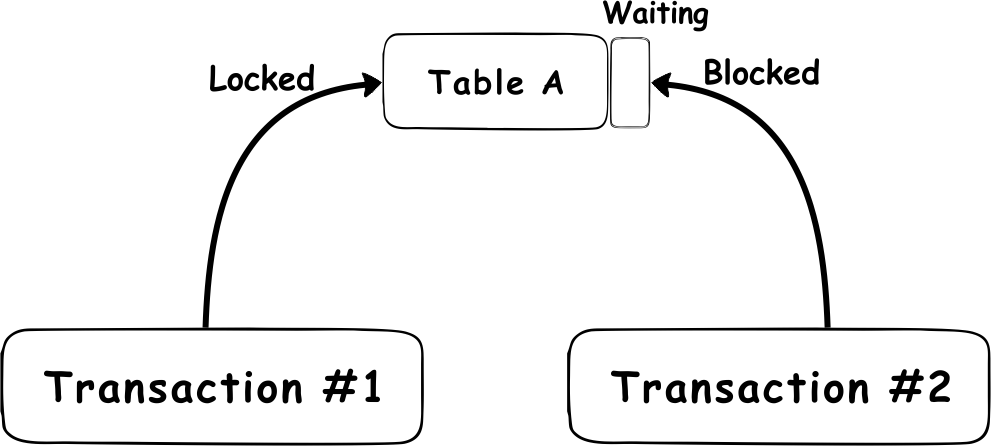 Waiting
Locked
Table A
Blocked
Transaction #1
Transaction #2